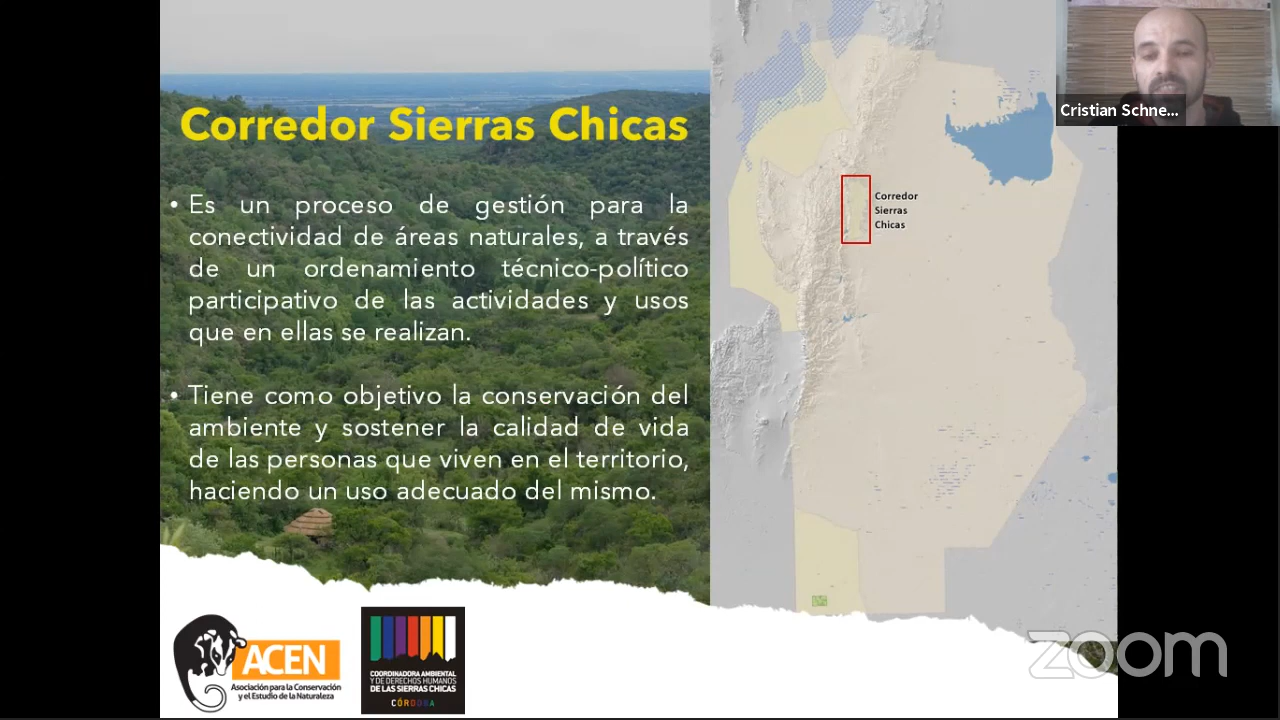 Corredor Sierras Chicas
• Es un proceso de gestión para la
conectividad de áreas naturales, a través
de un ordenamiento técnico-político
participativo de las actividades y usos
que en ellas se realizan.
• Tiene como objetivo la conservación del
ambiente y sostener la calidad de vida
de las personas que viven en el territorio,
haciendo un uso adecuado del mismo.
Corredor
Sierras
Chicas
Cristian Schne...
ACEN
Asociación para la Conservación
y el Estudio de la Naturaleza
COORDINADORA AMBIENTAL
Y DE DERECHOS HUMANOS
DE LAS SIERRAS CHICAS
CÓRDOBA
zoom